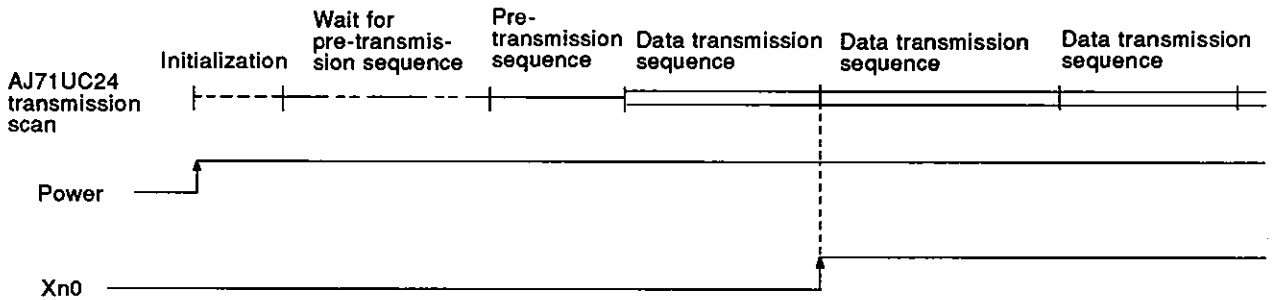 Initialization
Wait for
pre-transmis-
sion sequence
Pre-
transmission
sequence
Data transmission
sequence
Data transmission
sequence
Data transmission
sequence
AJ71UC24
transmission
scan
Power
Xn0